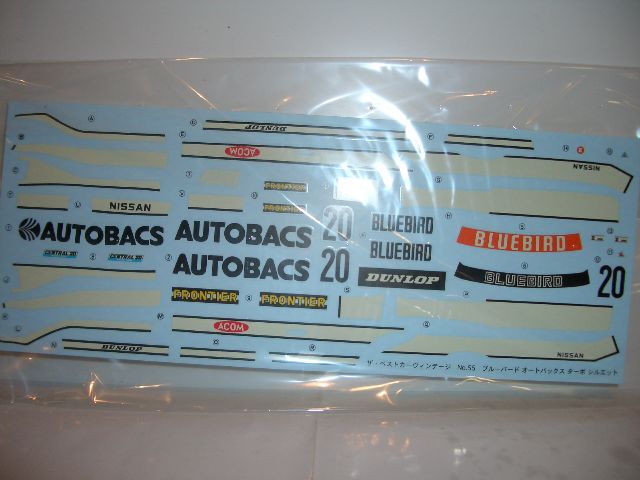 DUNLOP
ACOM
NISSAN
FRONTIER
FRONTIER
NISSAN
AUTOBACS
AUTOBACS
20
BLUEBIRD
BLUEBIRD
BLUEBIRD
CENTRAL 20
CENTRAL 20
AUTOBACS
20
DUNLOP
BLUEBIRD
20
FRONTIER
FRONTIER
ACOM
DUNLOP
NISSAN
ザ・ベストカーヴィンテージ No.55 ブルーバード オートバックス ターボ シルエット